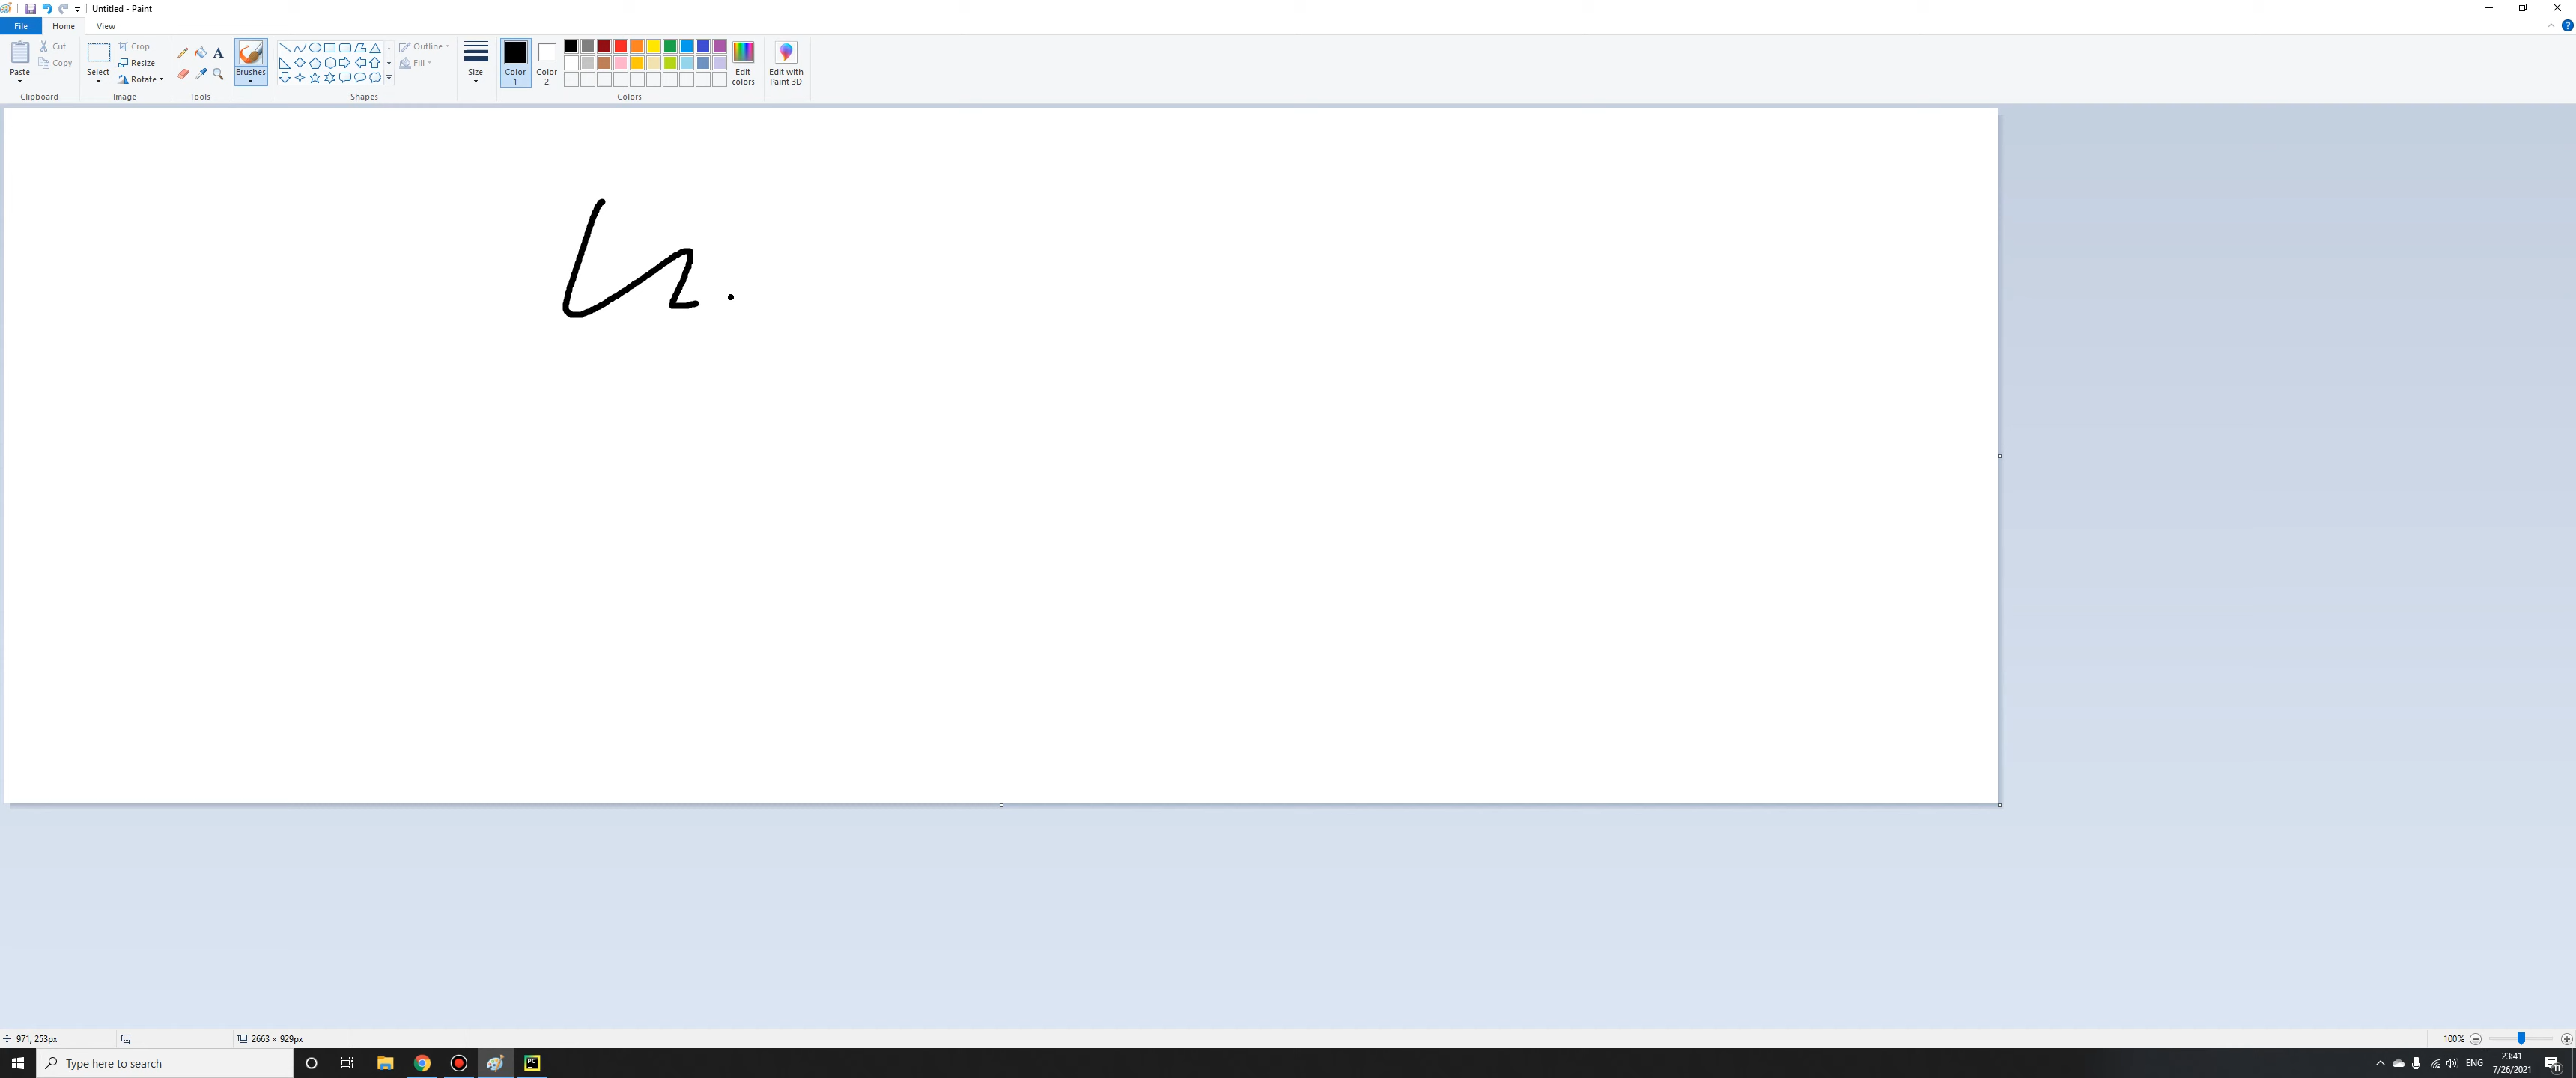 Untitled - Paint
File Home View
Paste Cut Copy Clipboard
Select Crop Resize Rotate Image
Tools
Brushes
Outline Fill Shapes
Size
Color 1 Color 2 Edit colors Colors
Edit with Paint 3D
h.
971, 253px 2663 × 929px 100%
Type here to search ENG 23:41
7/26/2021